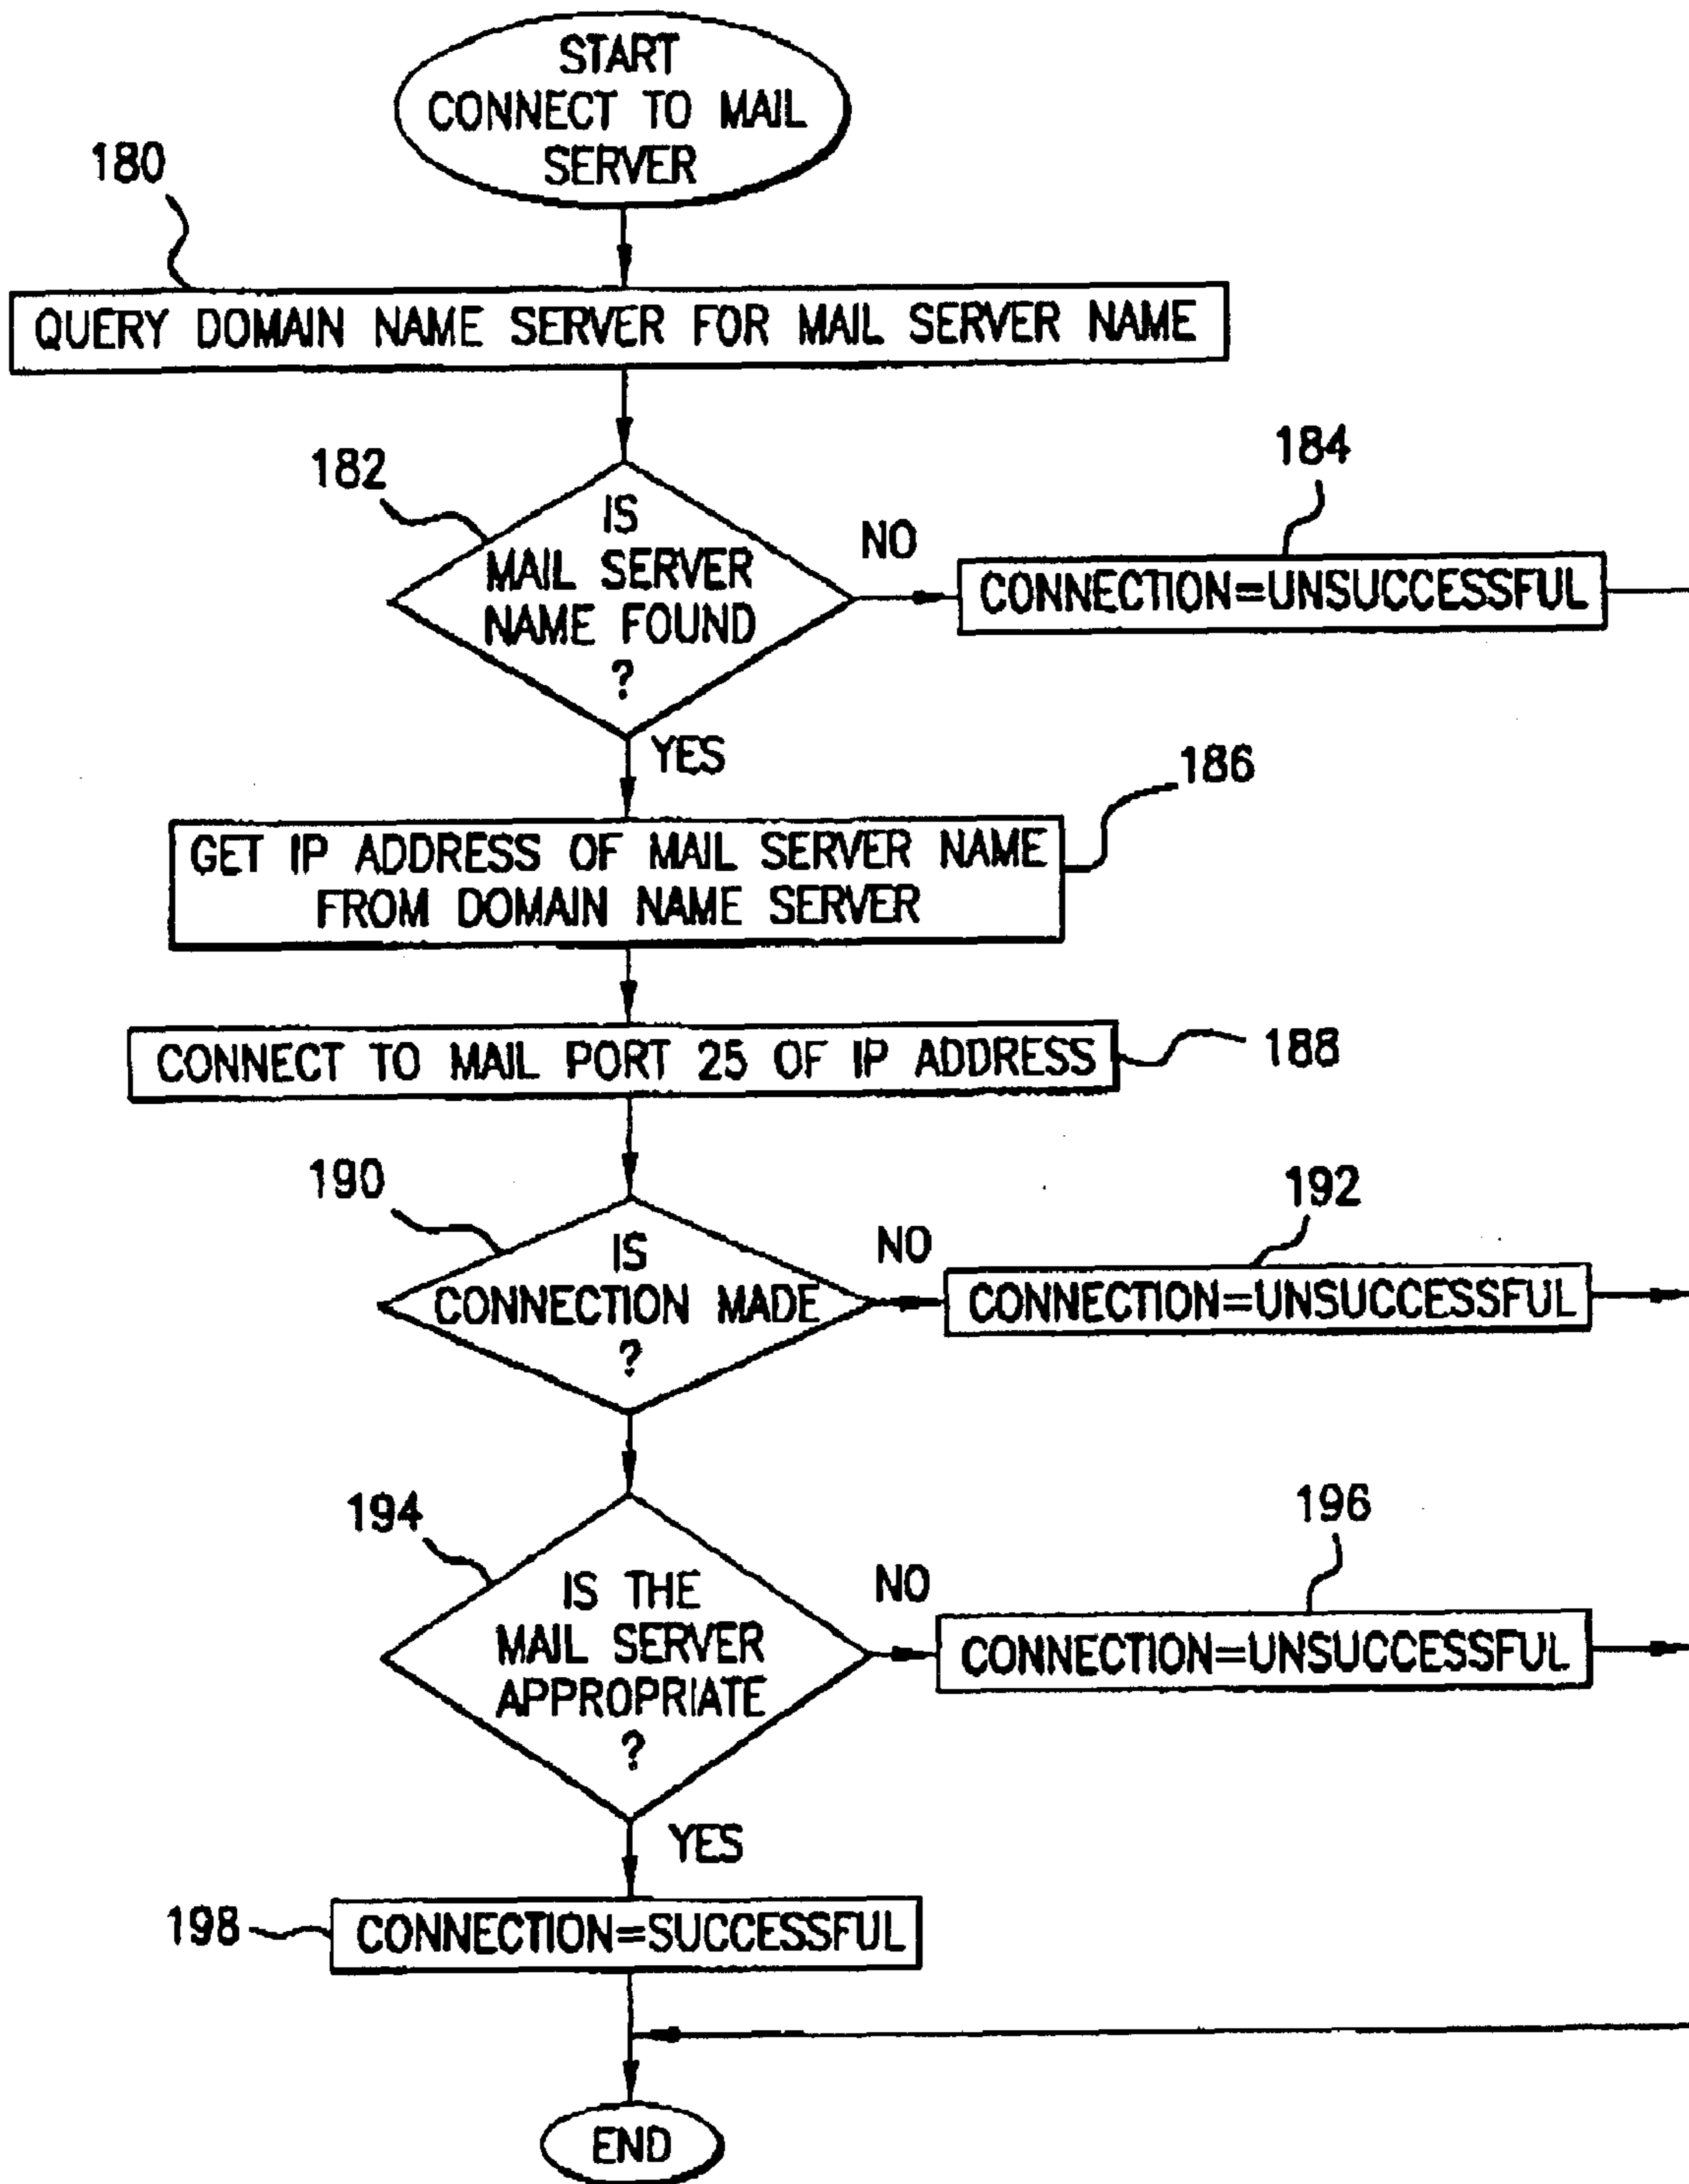 START
CONNECT TO MAIL
SERVER
180
QUERY DOMAIN NAME SERVER FOR MAIL SERVER NAME
182
IS
MAIL SERVER
NAME FOUND
?
NO
184
CONNECTION=UNSUCCESSFUL
YES
186
GET IP ADDRESS OF MAIL SERVER NAME
FROM DOMAIN NAME SERVER
CONNECT TO MAIL PORT 25 OF IP ADDRESS
188
190
IS
CONNECTION MADE
?
NO
192
CONNECTION=UNSUCCESSFUL
194
IS THE
MAIL SERVER
APPROPRIATE
?
NO
196
CONNECTION=UNSUCCESSFUL
YES
198
CONNECTION=SUCCESSFUL
END